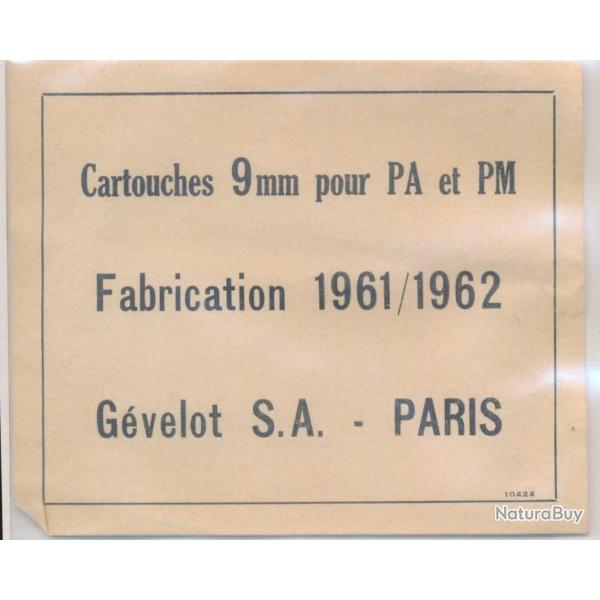 Cartouches 9mm pour PA et PM
Fabrication 1961/1962
Gévelot S.A. - PARIS
10424
NaturaBuy